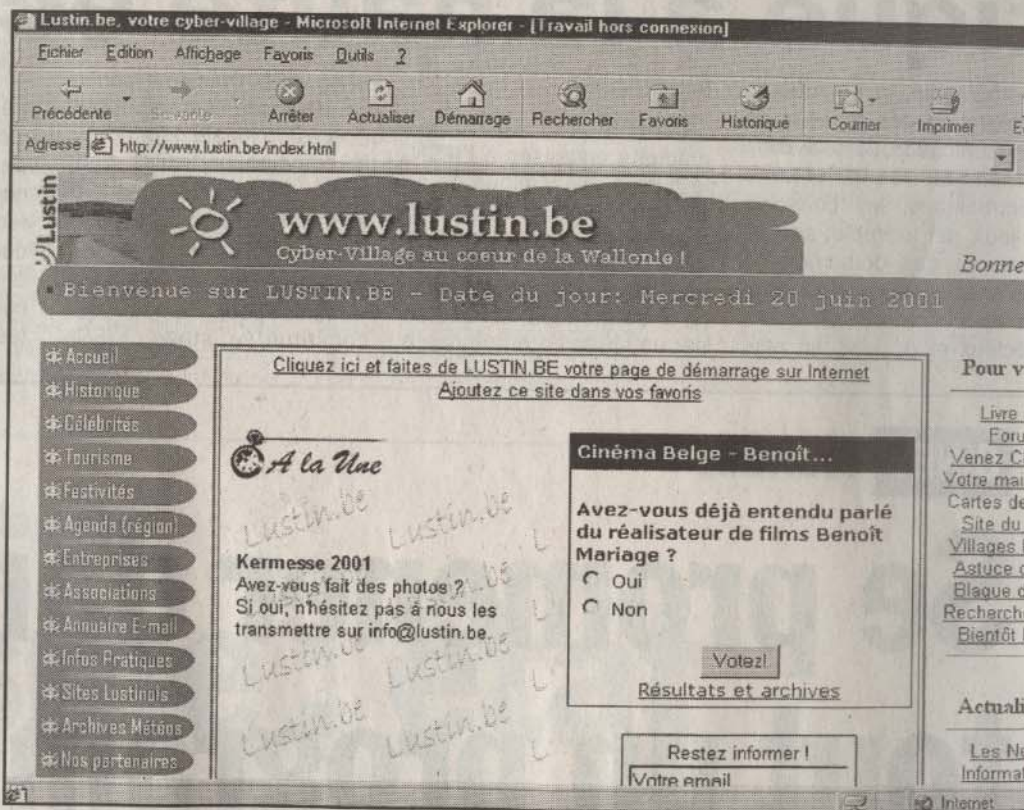 Lustin.be, votre cyber-village - Microsoft Internet Explorer - [Travail hors connexion]
Fichier Edition Affichage Favoris Outils ?
Précédente Suivante Arrêter Actualiser Démarrage Rechercher Favoris Historique Courrier Imprimer E
Adresse http://www.lustin.be/index.html
Lustin
www.lustin.be
Cyber-Village au coeur de la Wallonie !
Bonne
Bienvenue sur LUSTIN.BE - Date du jour: Mercredi 20 juin 2001
Accueil
Historique
Célébrités
Tourisme
Festivités
Agenda (région)
Entreprises
Associations
Annuaire E-mail
Infos Pratiques
Sites Lustinois
Archives Météos
Nos partenaires
Cliquez ici et faites de LUSTIN.BE votre page de démarrage sur Internet
Ajoutez ce site dans vos favoris
A la Une
Kermesse 2001
Avez-vous fait des photos ?
Si oui, n'hésitez pas à nous les
transmettre sur info@lustin.be.
Cinéma Belge - Benoît...
Avez-vous déjà entendu parlé
du réalisateur de films Benoît
Mariage ?
Oui
Non
Votez!
Résultats et archives
Restez informer !
Votre email
Pour v
Livre
Foru
Venez Ca
Votre mai
Cartes de
Site du
Villages
Astuce
Blague
Recherch
Bientôt
Actuali
Les Ne
Informat
Internet